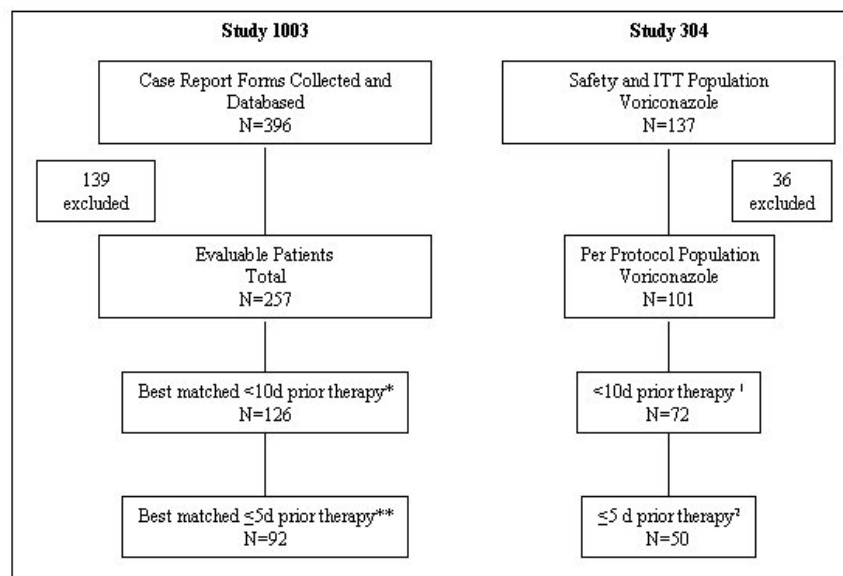 Study 1003
Case Report Forms Collected and
Databased
N=396
139
excluded
Evaluable Patients
Total
N=257
Best matched <10d prior therapy*
N=126
Best matched ≤5d prior therapy**
N=92
Study 304
Safety and ITT Population
Voriconazole
N=137
36
excluded
Per Protocol Population
Voriconazole
N=101
<10d prior therapy ¹
N=72
≤5 d prior therapy²
N=50